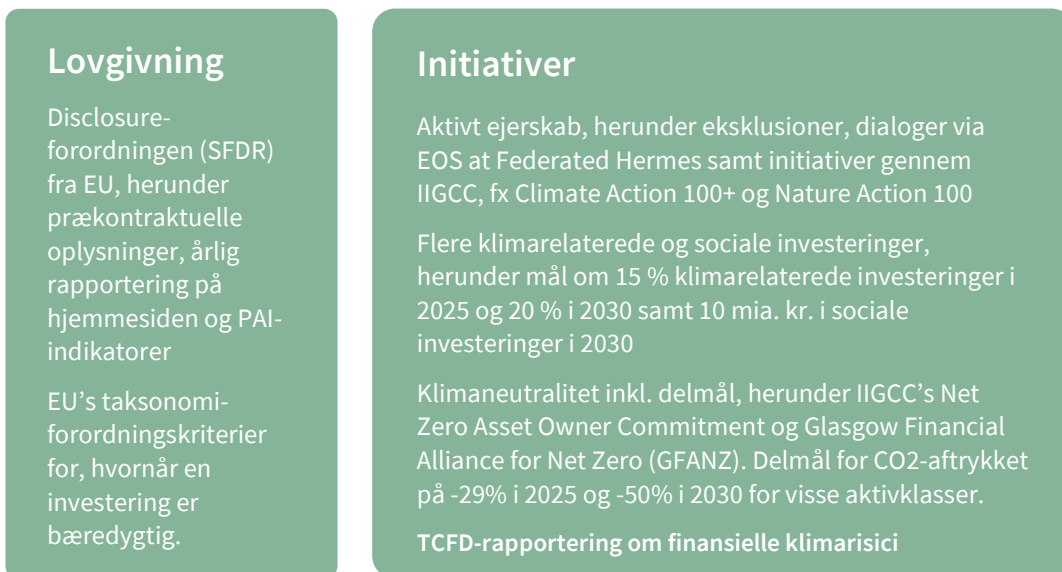 Lovgivning
Disclosure-
forordningen (SFDR)
fra EU, herunder
prækontraktuelle
oplysninger, årlig
rapportering på
hjemmesiden og PAI-
indikatorer
EU's taksonomi-
forordningskriterier
for, hvornår en
investering er
bæredygtig.
Initiativer
Aktivt ejerskab, herunder eksklusioner, dialoger via
EOS at Federated Hermes samt initiativer gennem
IIGCC, fx Climate Action 100+ og Nature Action 100
Flere klimarelaterede og sociale investeringer,
herunder mål om 15 % klimarelaterede investeringer i
2025 og 20 % i 2030 samt 10 mia. kr. i sociale
investeringer i 2030
Klimaneutralitet inkl. delmål, herunder IIGCC's Net
Zero Asset Owner Commitment og Glasgow Financial
Alliance for Net Zero (GFANZ). Delmål for CO2-aftrykket
på -29% i 2025 og -50% i 2030 for visse aktivklasser.
TCFD-rapportering om finansielle klimarisici